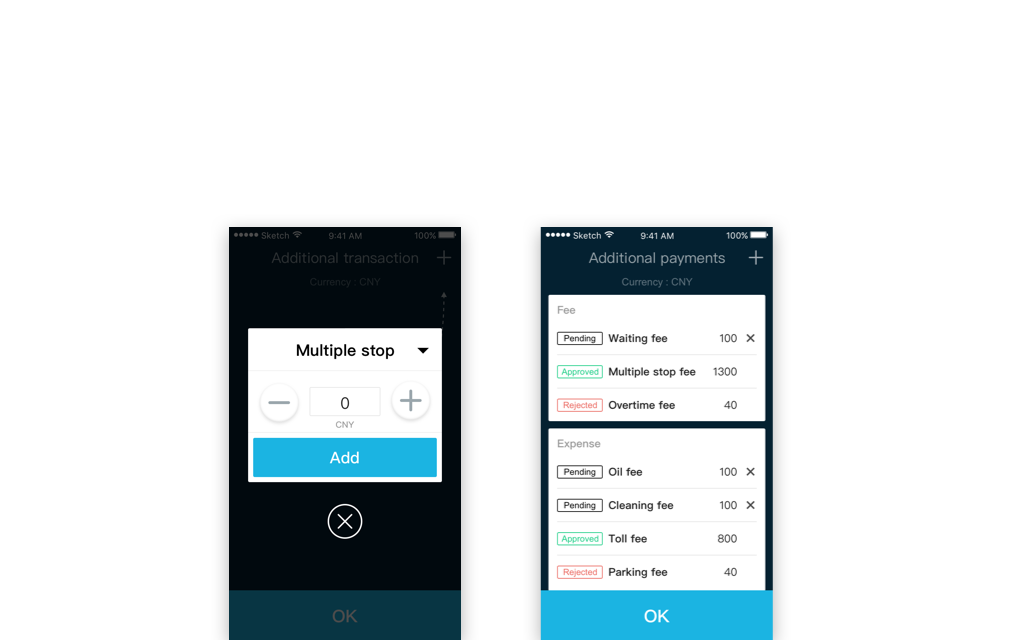 Sketch 9:41 AM 100%
Additional transaction
Currency : CNY
Multiple stop
0
CNY
Add
OK
Sketch 9:41 AM 100%
Additional payments
Currency : CNY
Fee
Pending Waiting fee 100
Approved Multiple stop fee 1300
Rejected Overtime fee 40
Expense
Pending Oil fee 100
Pending Cleaning fee 100
Approved Toll fee 800
Rejected Parking fee 40
OK